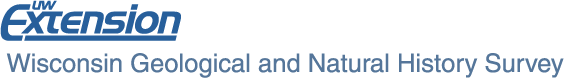 UW
Extension
Wisconsin Geological and Natural History Survey